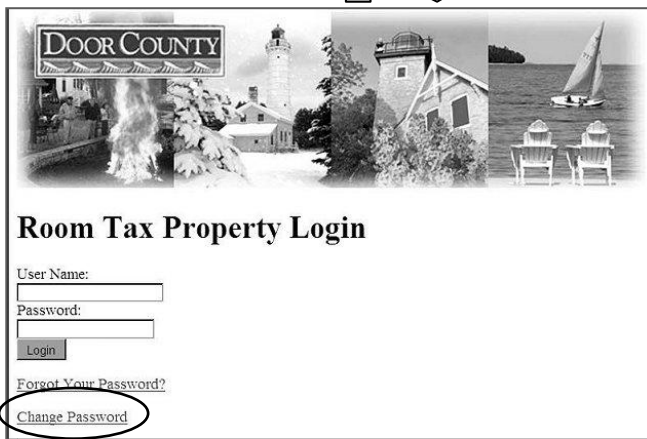 DOOR COUNTY
Room Tax Property Login
User Name:
Password:
Login
Forgot Your Password?
Change Password